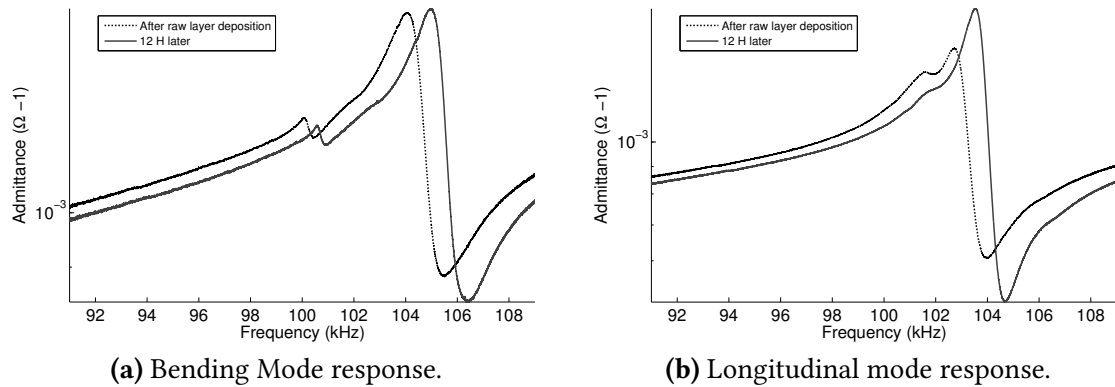 After raw layer deposition
12 H later
Admittance (Ω −1)
10⁻³
92 94 96 98 100 102 104 106 108
Frequency (kHz)
(a) Bending Mode response.
After raw layer deposition
12 H later
Admittance (Ω −1)
10⁻³
92 94 96 98 100 102 104 106 108
Frequency (kHz)
(b) Longitudinal mode response.